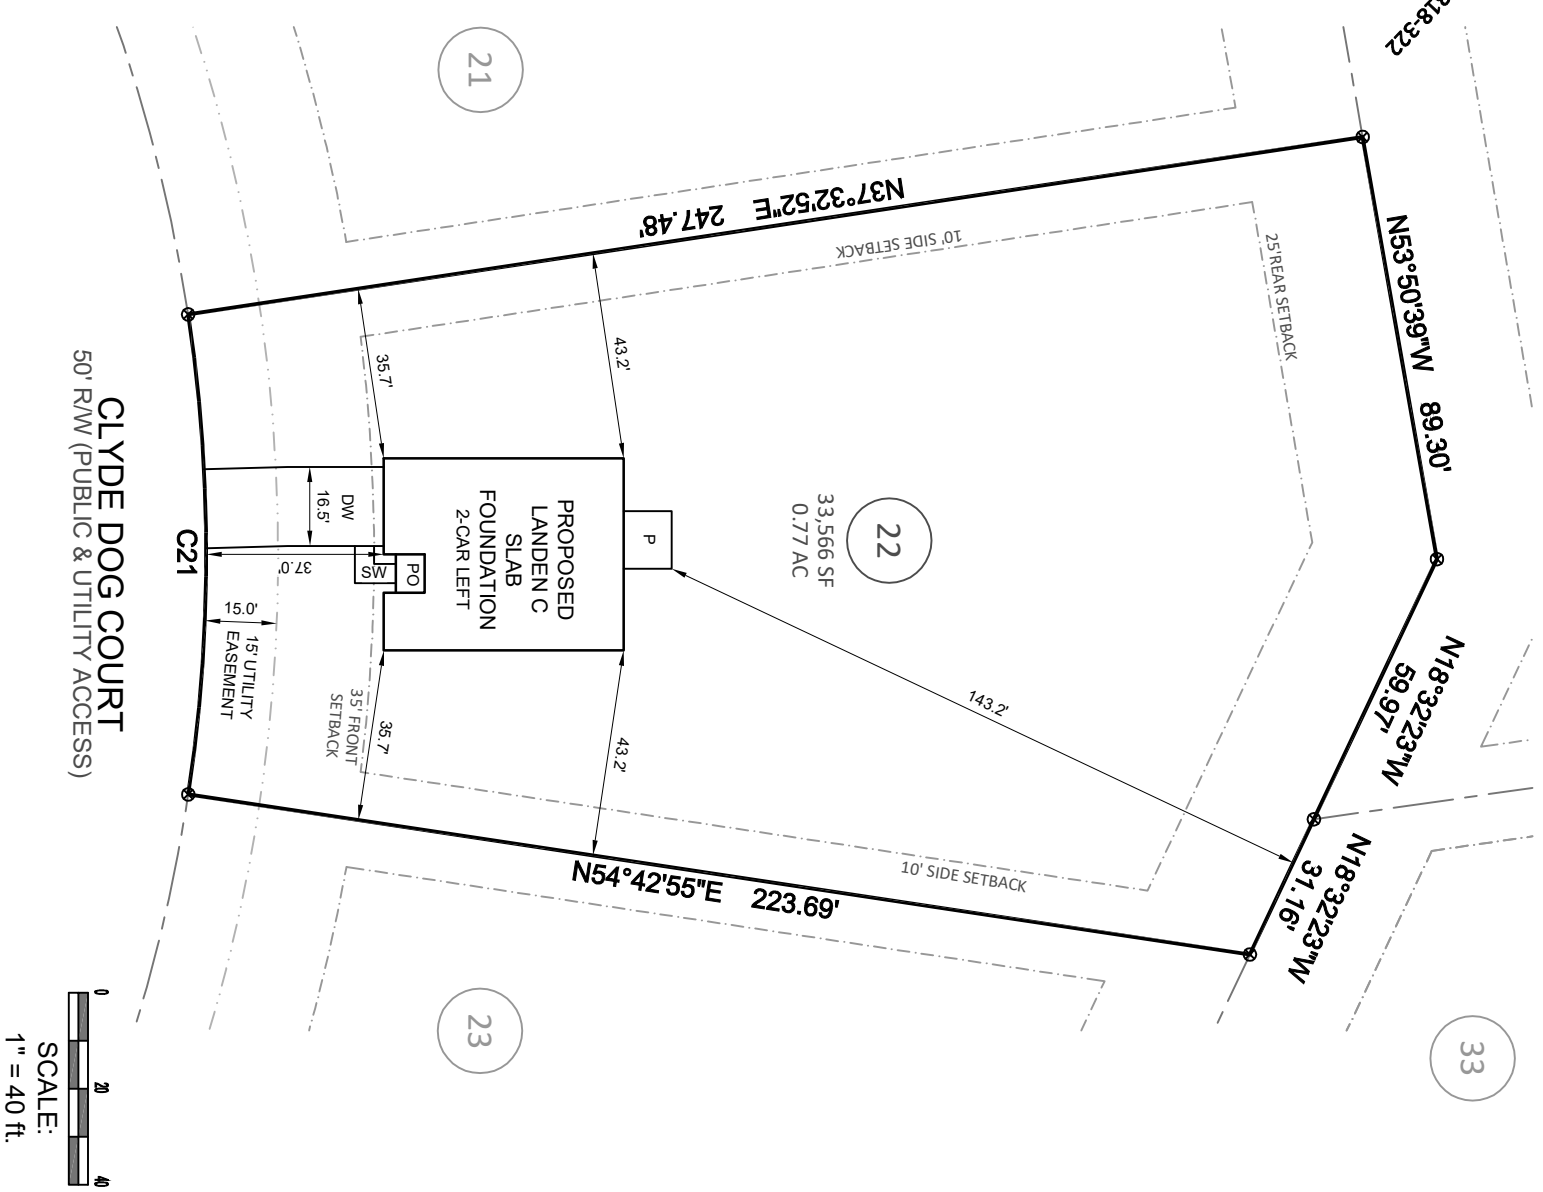 318-322
21
N53°50'39"W 89.30'
N37°32'52"E 247.48'
10' SIDE SETBACK
25'REAR SETBACK
43.2'
35.7'
22
33,566 SF
0.77 AC
P
PROPOSED
LANDEN C
SLAB
FOUNDATION
2-CAR LEFT
DW
16.5'
PO
SW
37.0'
C21
15.0'
15' UTILITY
EASEMENT
35' FRONT
SETBACK
35.7'
43.2'
143.2'
N18°32'23"W
59.97'
N18°32'23"W
31.16'
10' SIDE SETBACK
N54°42'55"E 223.69'
CLYDE DOG COURT
50' R/W (PUBLIC & UTILITY ACCESS)
23
33
0 20 40
SCALE:
1" = 40 ft.